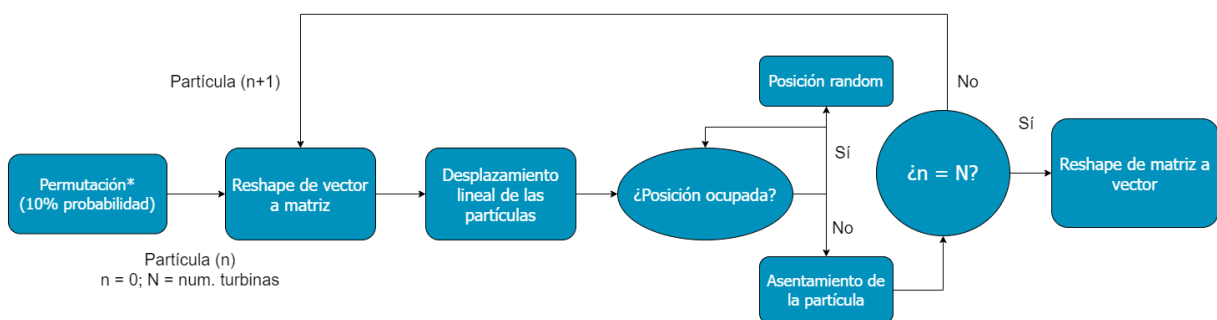 Partícula (n+1)
Posición random
No
Permutación*
(10% probabilidad)
Reshape de vector
a matriz
Desplazamiento
lineal de las
partículas
¿Posición ocupada?
Sí
¿n = N?
Sí
Reshape de matriz a
vector
No
Partícula (n)
n = 0; N = num. turbinas
Asentamiento de
la partícula